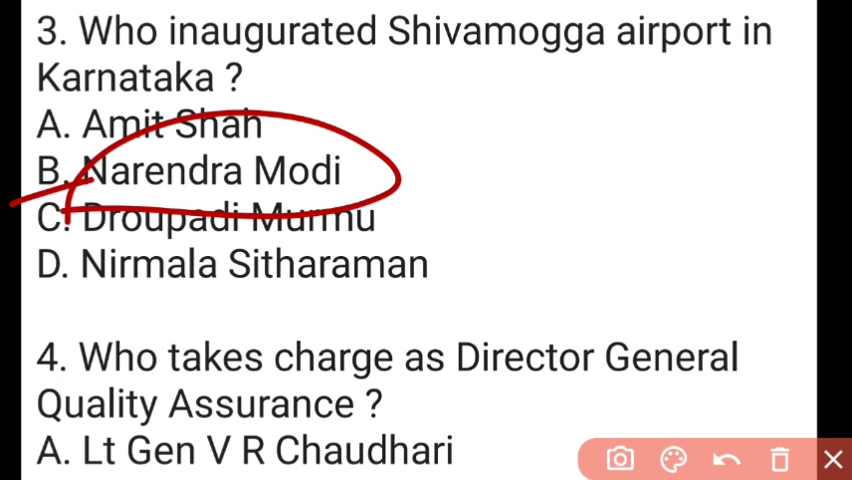 3. Who inaugurated Shivamogga airport in
Karnataka ?
A. Amit Shah
B. Narendra Modi
C. Droupadi Murmu
D. Nirmala Sitharaman
4. Who takes charge as Director General
Quality Assurance ?
A. Lt Gen V R Chaudhari